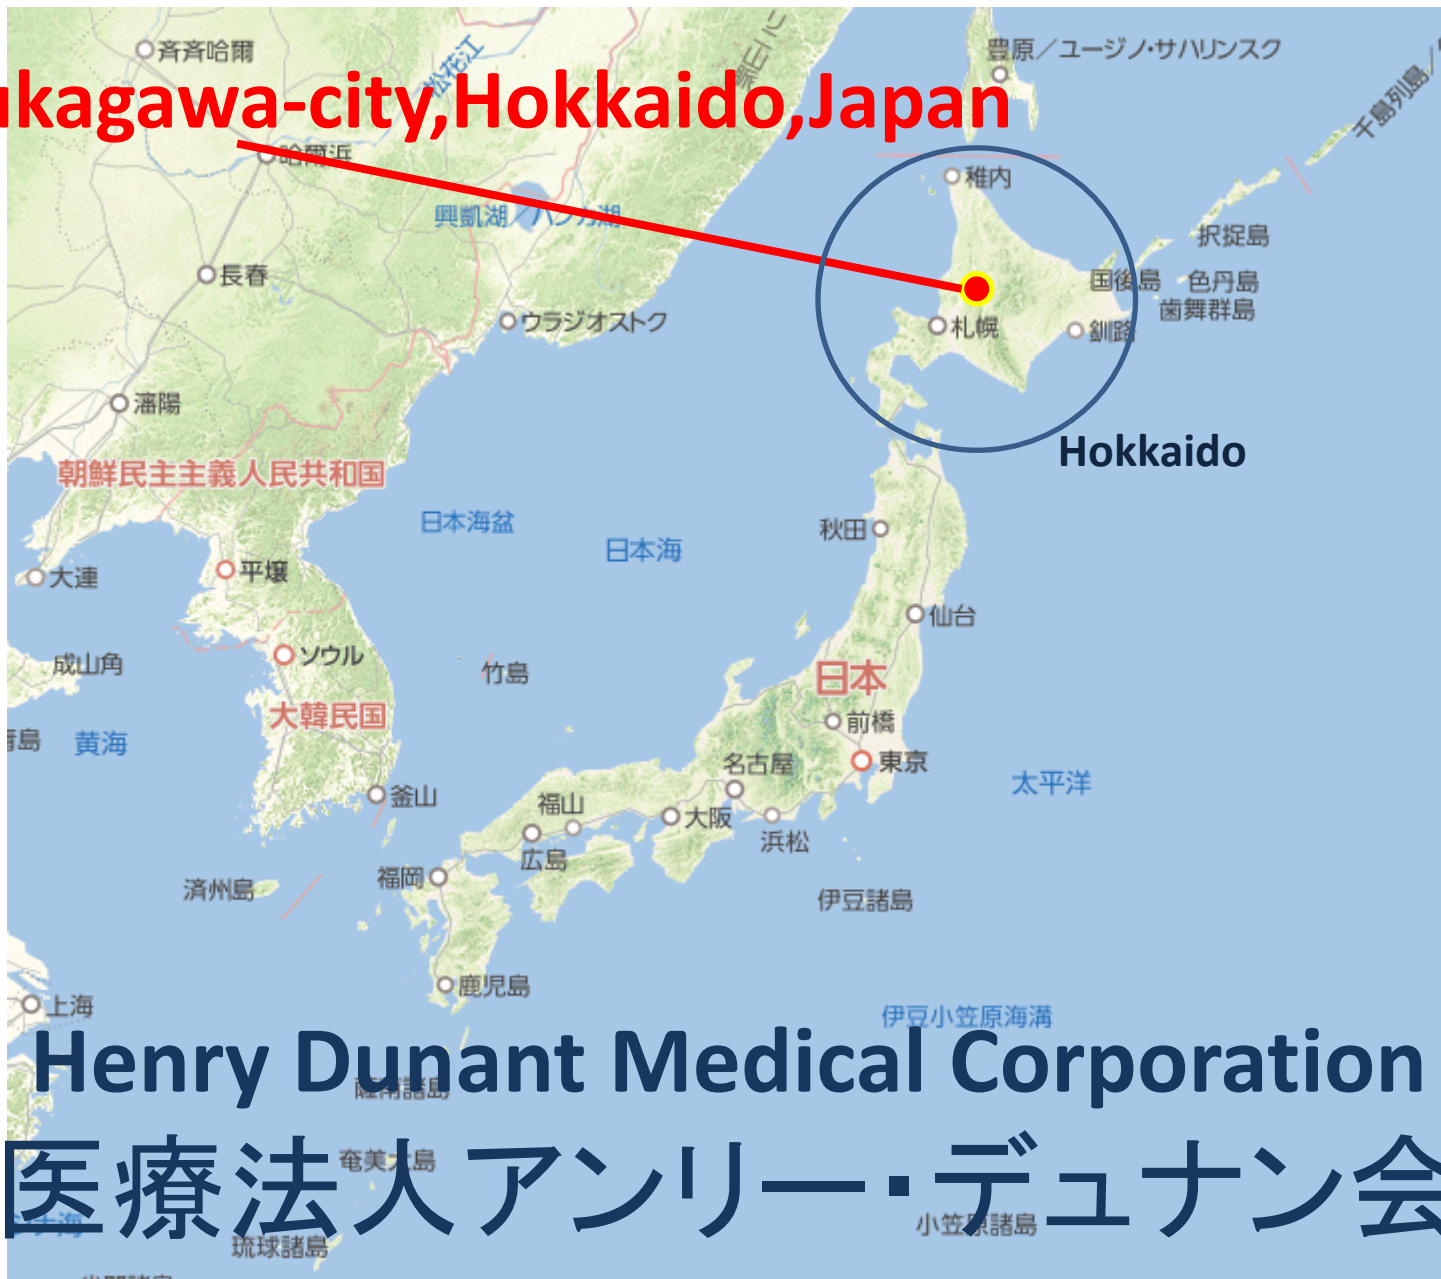 斉斉哈爾
豊原／ユージノ・サハリンスク
松花江
千島列島／
ukagawa-city,Hokkaido,Japan
哈爾浜
稚内
興凱湖／ハンカ湖
択捉島
長春
国後島
色丹島
歯舞群島
ウラジオストク
札幌
釧路
瀋陽
Hokkaido
朝鮮民主主義人民共和国
日本海盆
秋田
日本海
平壌
大連
仙台
ソウル
成山角
竹島
日本
大韓民国
前橋
青島
黄海
名古屋
東京
太平洋
釜山
福山
大阪
浜松
広島
福岡
済州島
伊豆諸島
鹿児島
上海
伊豆小笠原海溝
Henry Dunant Medical Corporation
薩南諸島
医療法人アンリー・デュナン会
奄美大島
小笠原諸島
琉球諸島